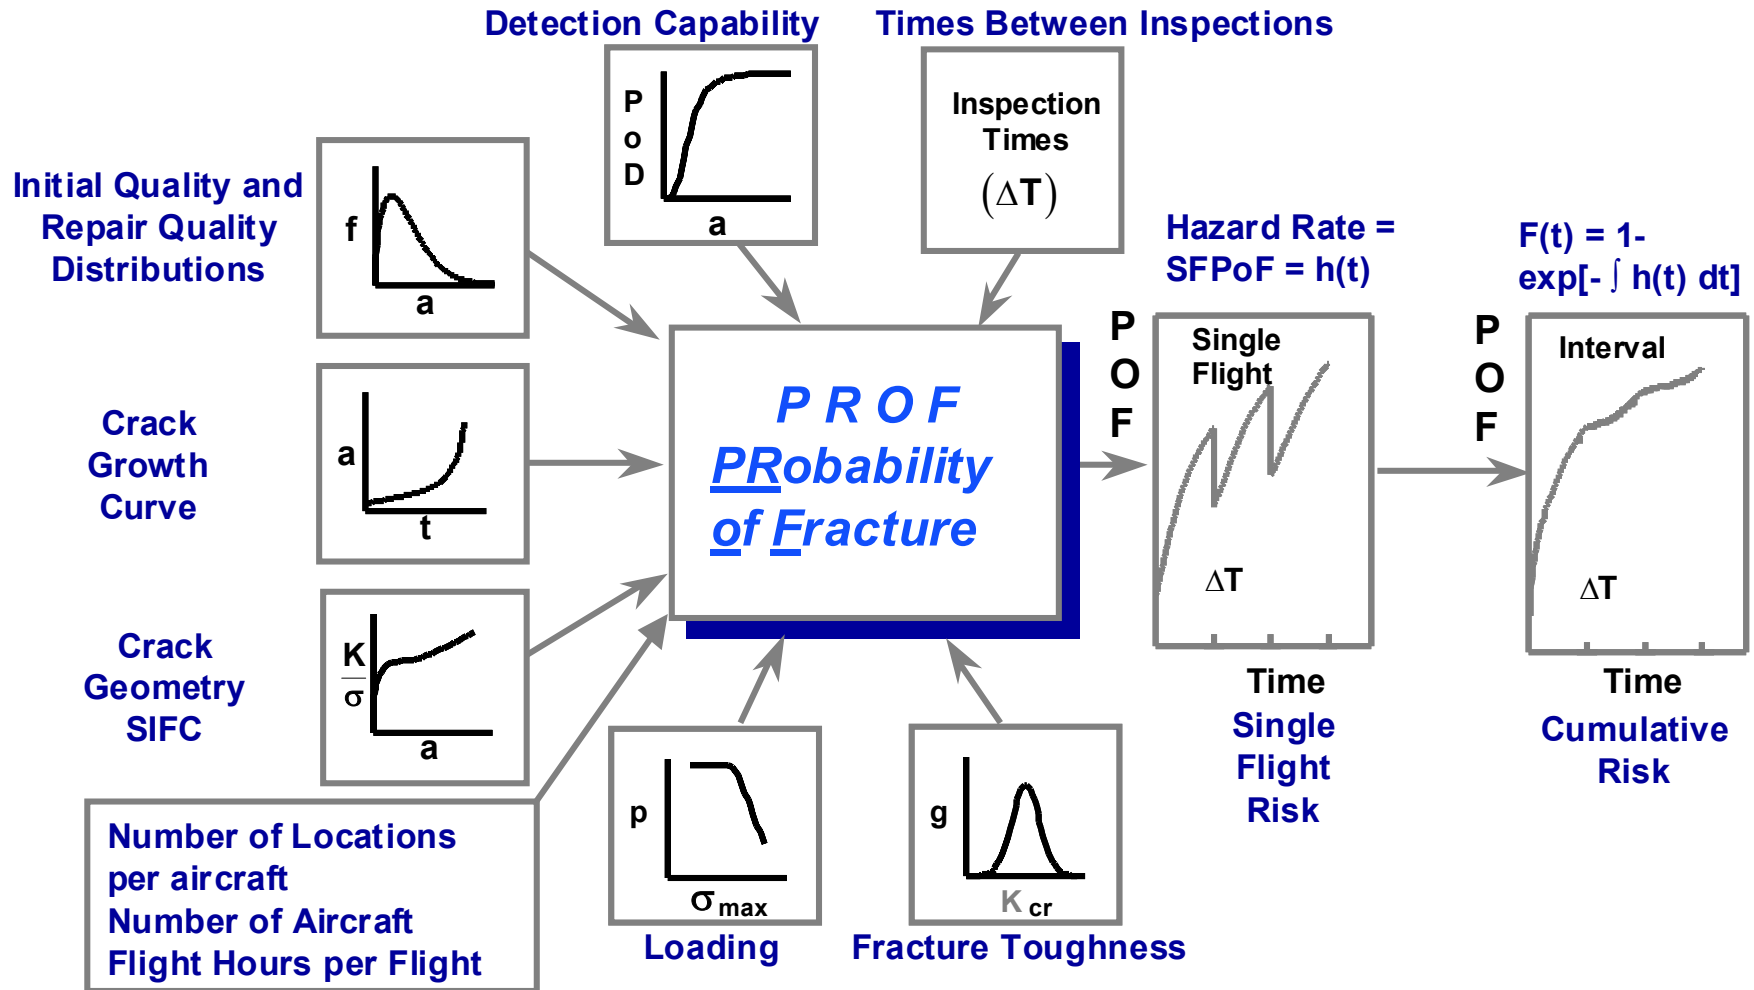 Detection Capability
Times Between Inspections
P
o
D
a
Inspection
Times
(ΔT)
Initial Quality and
Repair Quality
Distributions
f
a
Hazard Rate =
SFPoF = h(t)
F(t) = 1-
exp[- ∫ h(t) dt]
Crack
Growth
Curve
a
t
P R O F
PRobability
of Fracture
P
O
F
Single
Flight
ΔT
Time
Single
Flight
Risk
P
O
F
Interval
ΔT
Time
Cumulative
Risk
Crack
Geometry
SIFC
K
σ
a
Number of Locations
per aircraft
Number of Aircraft
Flight Hours per Flight
p
σ max
Loading
g
K cr
Fracture Toughness